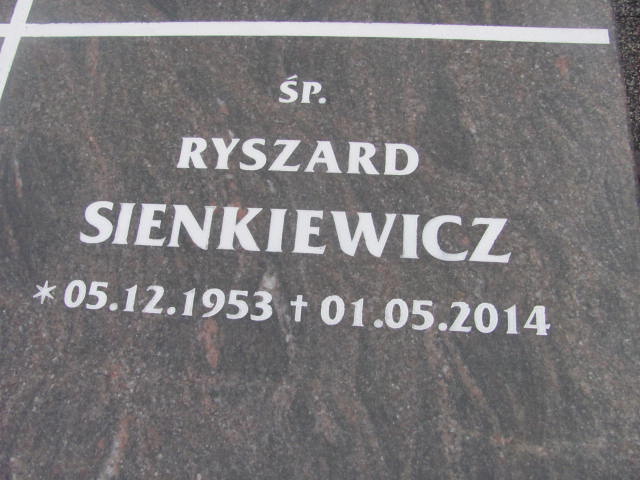 ŚP.
RYSZARD
SIENKIEWICZ
* 05.12.1953 † 01.05.2014